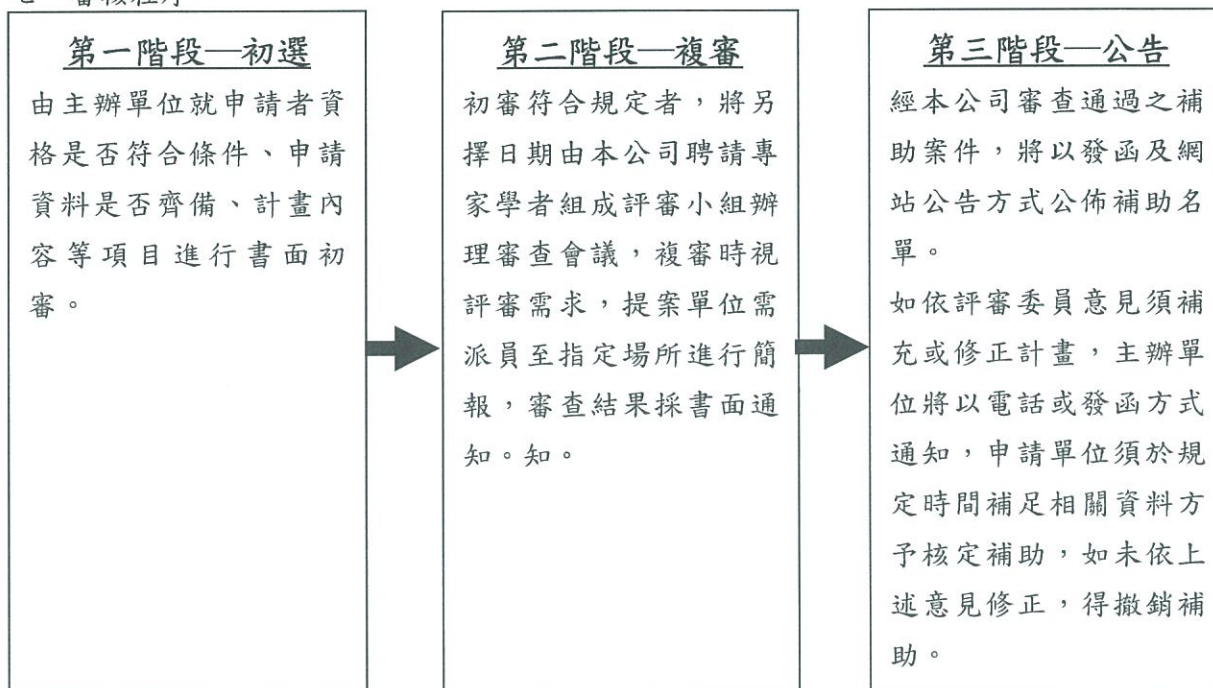 第一階段—初選
由主辦單位就申請者資
格是否符合條件、申請
資料是否齊備、計畫內
容等項目進行書面初
審。
第二階段—複審
初審符合規定者，將另
擇日期由本公司聘請專
家學者組成評審小組辦
理審查會議，複審時視
評審需求，提案單位需
派員至指定場所進行簡
報，審查結果採書面通
知。知。
第三階段—公告
經本公司審查通過之補
助案件，將以發函及網
站公告方式公佈補助名
單。
如依評審委員意見須補
充或修正計畫，主辦單
位將以電話或發函方式
通知，申請單位須於規
定時間補足相關資料方
予核定補助，如未依上
述意見修正，得撤銷補
助。